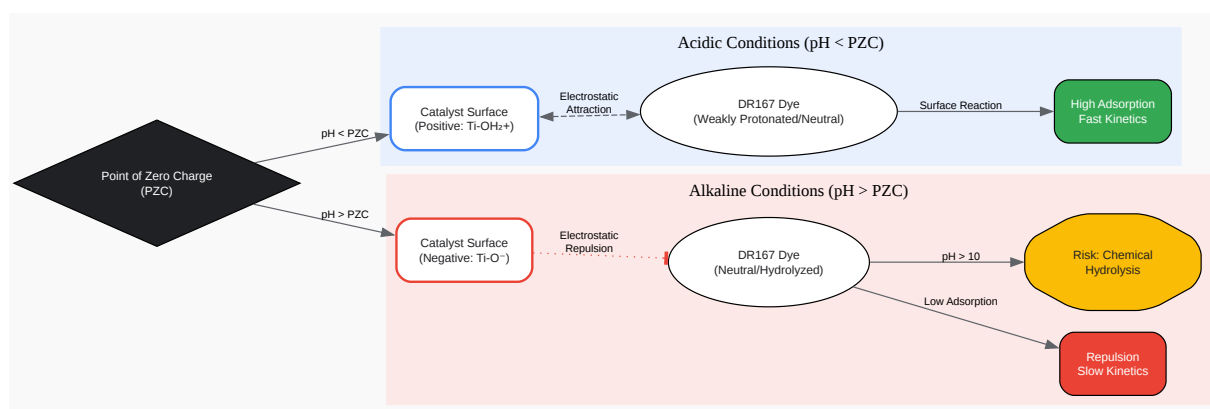 Acidic Conditions (pH < PZC)
Catalyst Surface
(Positive: Ti-OH₂+)
Electrostatic
Attraction
DR167 Dye
(Weakly Protonated/Neutral)
Surface Reaction
High Adsorption
Fast Kinetics
pH < PZC
Point of Zero Charge
(PZC)
pH > PZC
Alkaline Conditions (pH > PZC)
Catalyst Surface
(Negative: Ti-O⁻)
Electrostatic
Repulsion
DR167 Dye
(Neutral/Hydrolyzed)
pH > 10
Risk: Chemical
Hydrolysis
Low Adsorption
Repulsion
Slow Kinetics